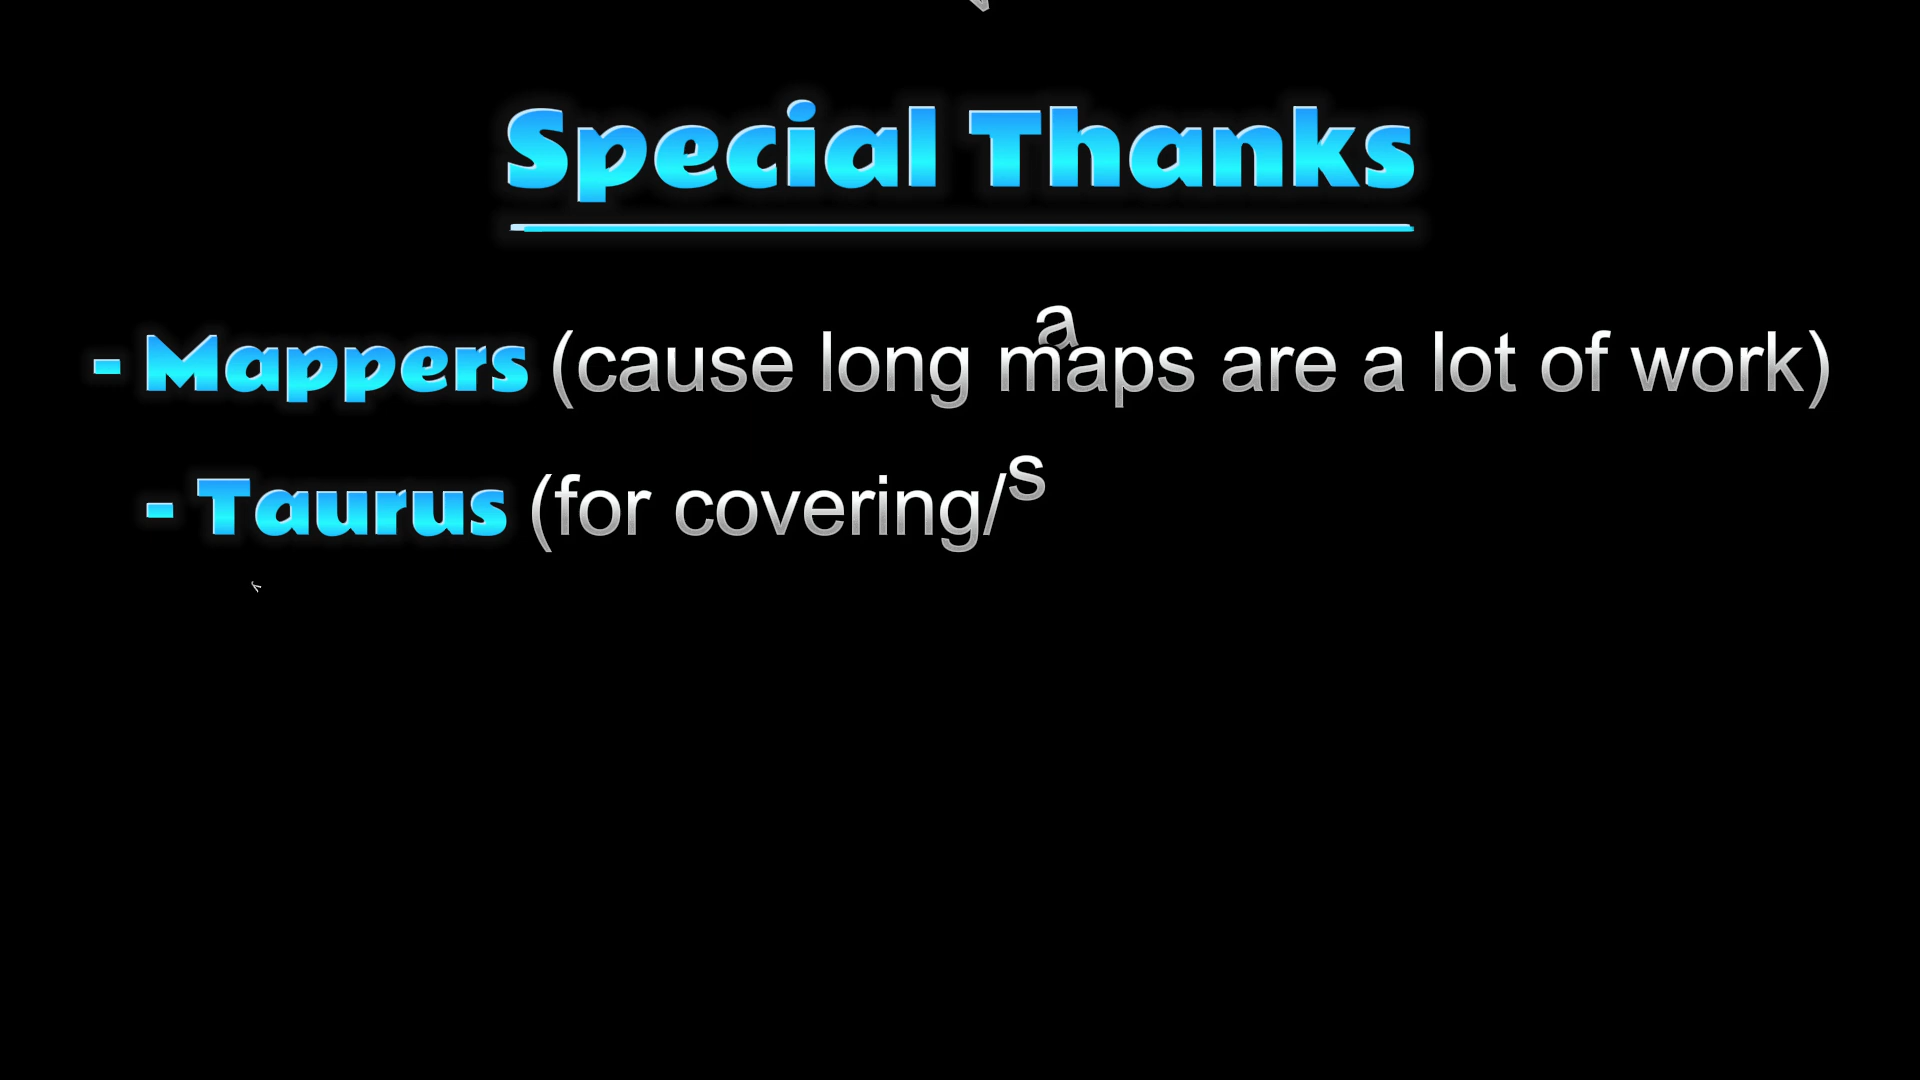 Special Thanks
- Mappers (cause long maps are a lot of work)
- Taurus (for covering/s